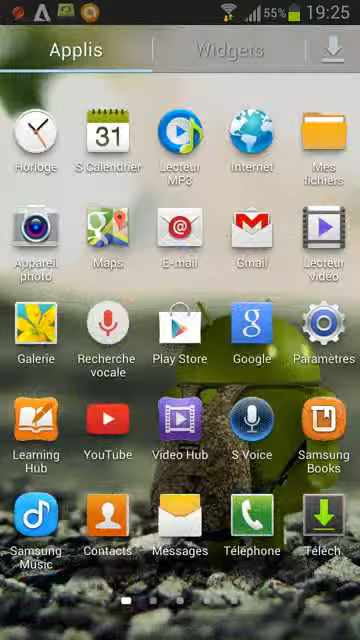 55% 19:25
Applis Widgets
Horloge
31
S Calendrier
Lecteur
MP3
Internet
Mes
fichiers
Appareil
photo
Maps
E-mail
Gmail
Lecteur
vidéo
Galerie
Recherche
vocale
Play Store
Google
Paramètres
Learning
Hub
YouTube
Video Hub
S Voice
Samsung
Books
Samsung
Music
Contacts
Messages
Téléphone
Téléch.